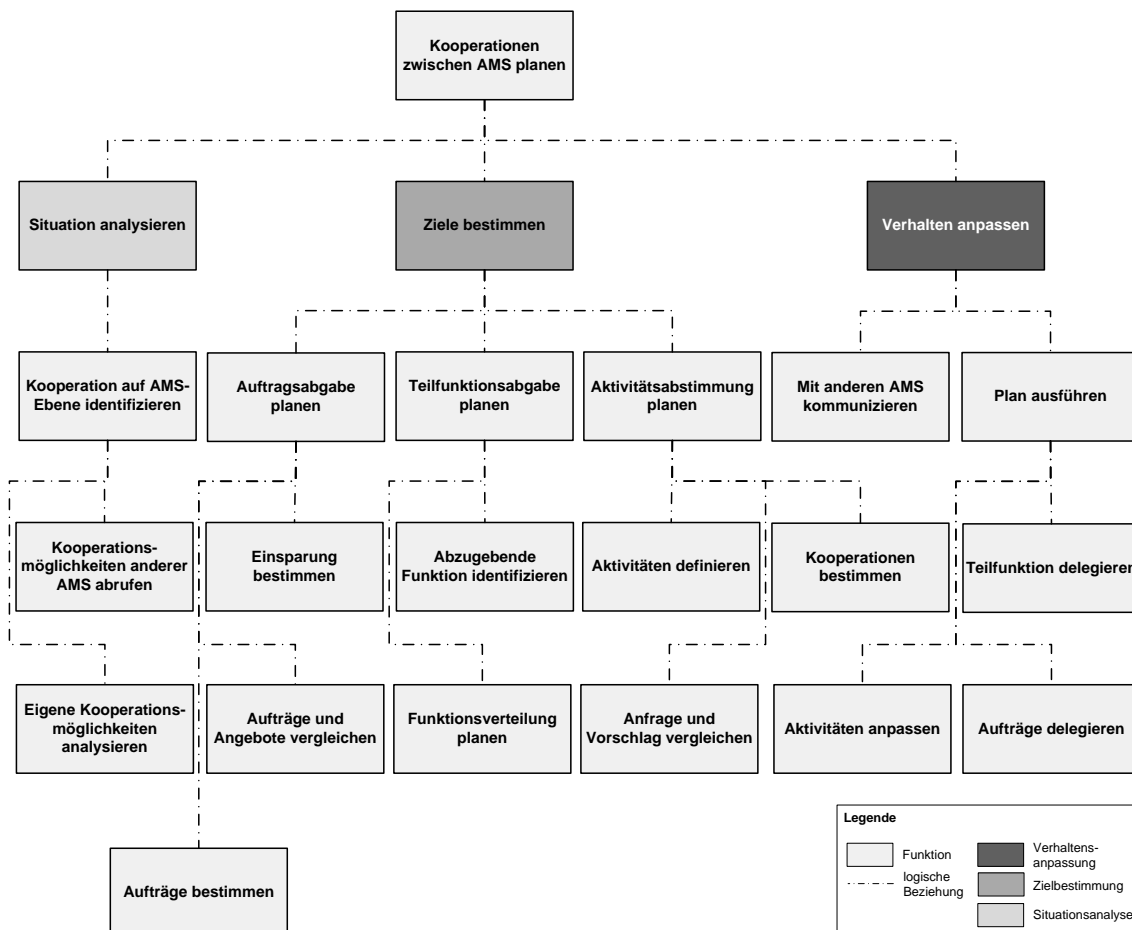 Kooperationen
zwischen AMS planen
Situation analysieren
Ziele bestimmen
Verhalten anpassen
Kooperation auf AMS-
Ebene identifizieren
Auftragsabgabe
planen
Teilfunktionsabgabe
planen
Aktivitätsabstimmung
planen
Mit anderen AMS
kommunizieren
Plan ausführen
Kooperations-
möglichkeiten anderer
AMS abrufen
Einsparung
bestimmen
Abzugebende
Funktion identifizieren
Aktivitäten definieren
Kooperationen
bestimmen
Teilfunktion delegieren
Eigene Kooperations-
möglichkeiten
analysieren
Aufträge und
Angebote vergleichen
Funktionsverteilung
planen
Anfrage und
Vorschlag vergleichen
Aktivitäten anpassen
Aufträge delegieren
Aufträge bestimmen
Legende
Funktion
logische
Beziehung
Verhaltens-
anpassung
Zielbestimmung
Situationsanalyse